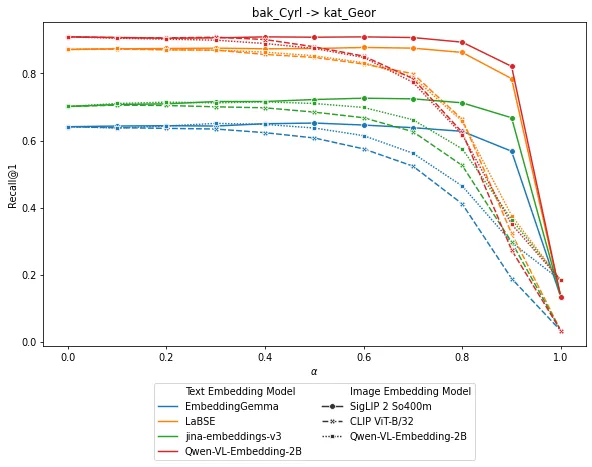 bak_Cyrl -> kat_Geor
Recall@1
0.8
0.6
0.4
0.2
0.0
0.0 0.2 0.4 0.6 0.8 1.0
α
Text Embedding Model
EmbeddingGemma
LaBSE
jina-embeddings-v3
Qwen-VL-Embedding-2B
Image Embedding Model
SigLIP 2 So400m
CLIP ViT-B/32
Qwen-VL-Embedding-2B